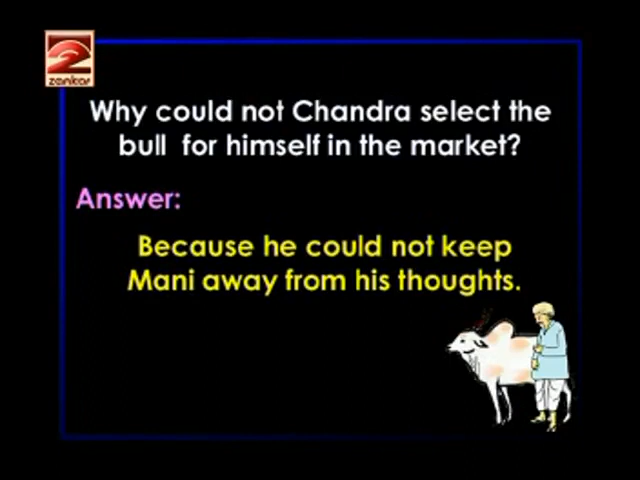 zenkar
Why could not Chandra select the
bull for himself in the market?
Answer:
Because he could not keep
Mani away from his thoughts.